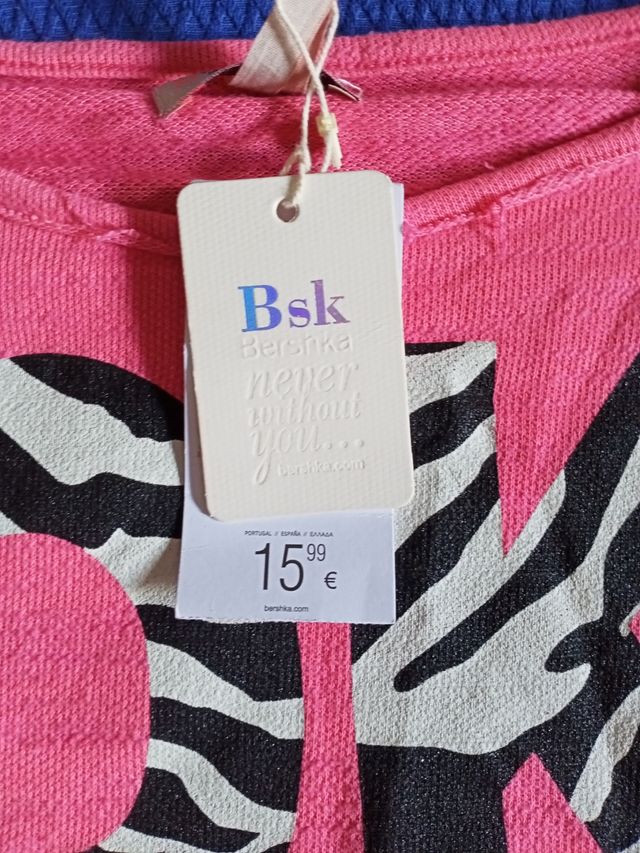 Bsk
Bershka
never
without
you...
bershka.com
PORTUGAL // ESPAÑA // ΕΛΛΑΔΑ
15,99 €
bershka.com